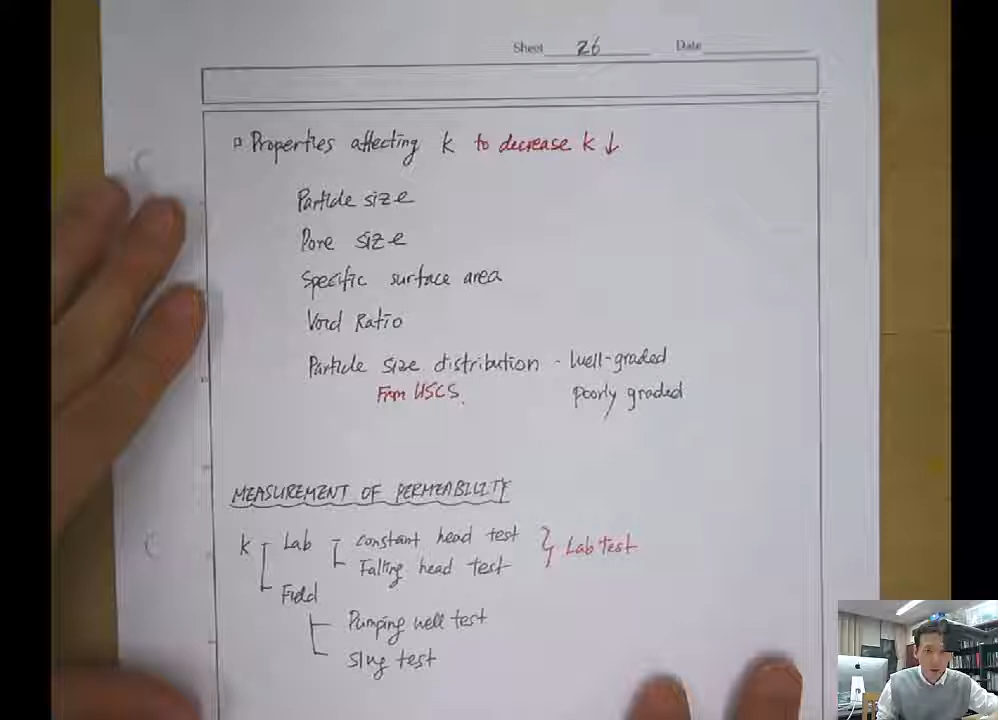 Sheet 26 Date
Properties affecting k to decrease k ↓
Particle size
Pore size
Specific surface area
Void Ratio
Particle size distribution - Well-graded
From USCS. poorly graded
MEASUREMENT OF PERMEABILITY
k Lab constant head test } Lab test
Falling head test
Field
Pumping well test
Slug test